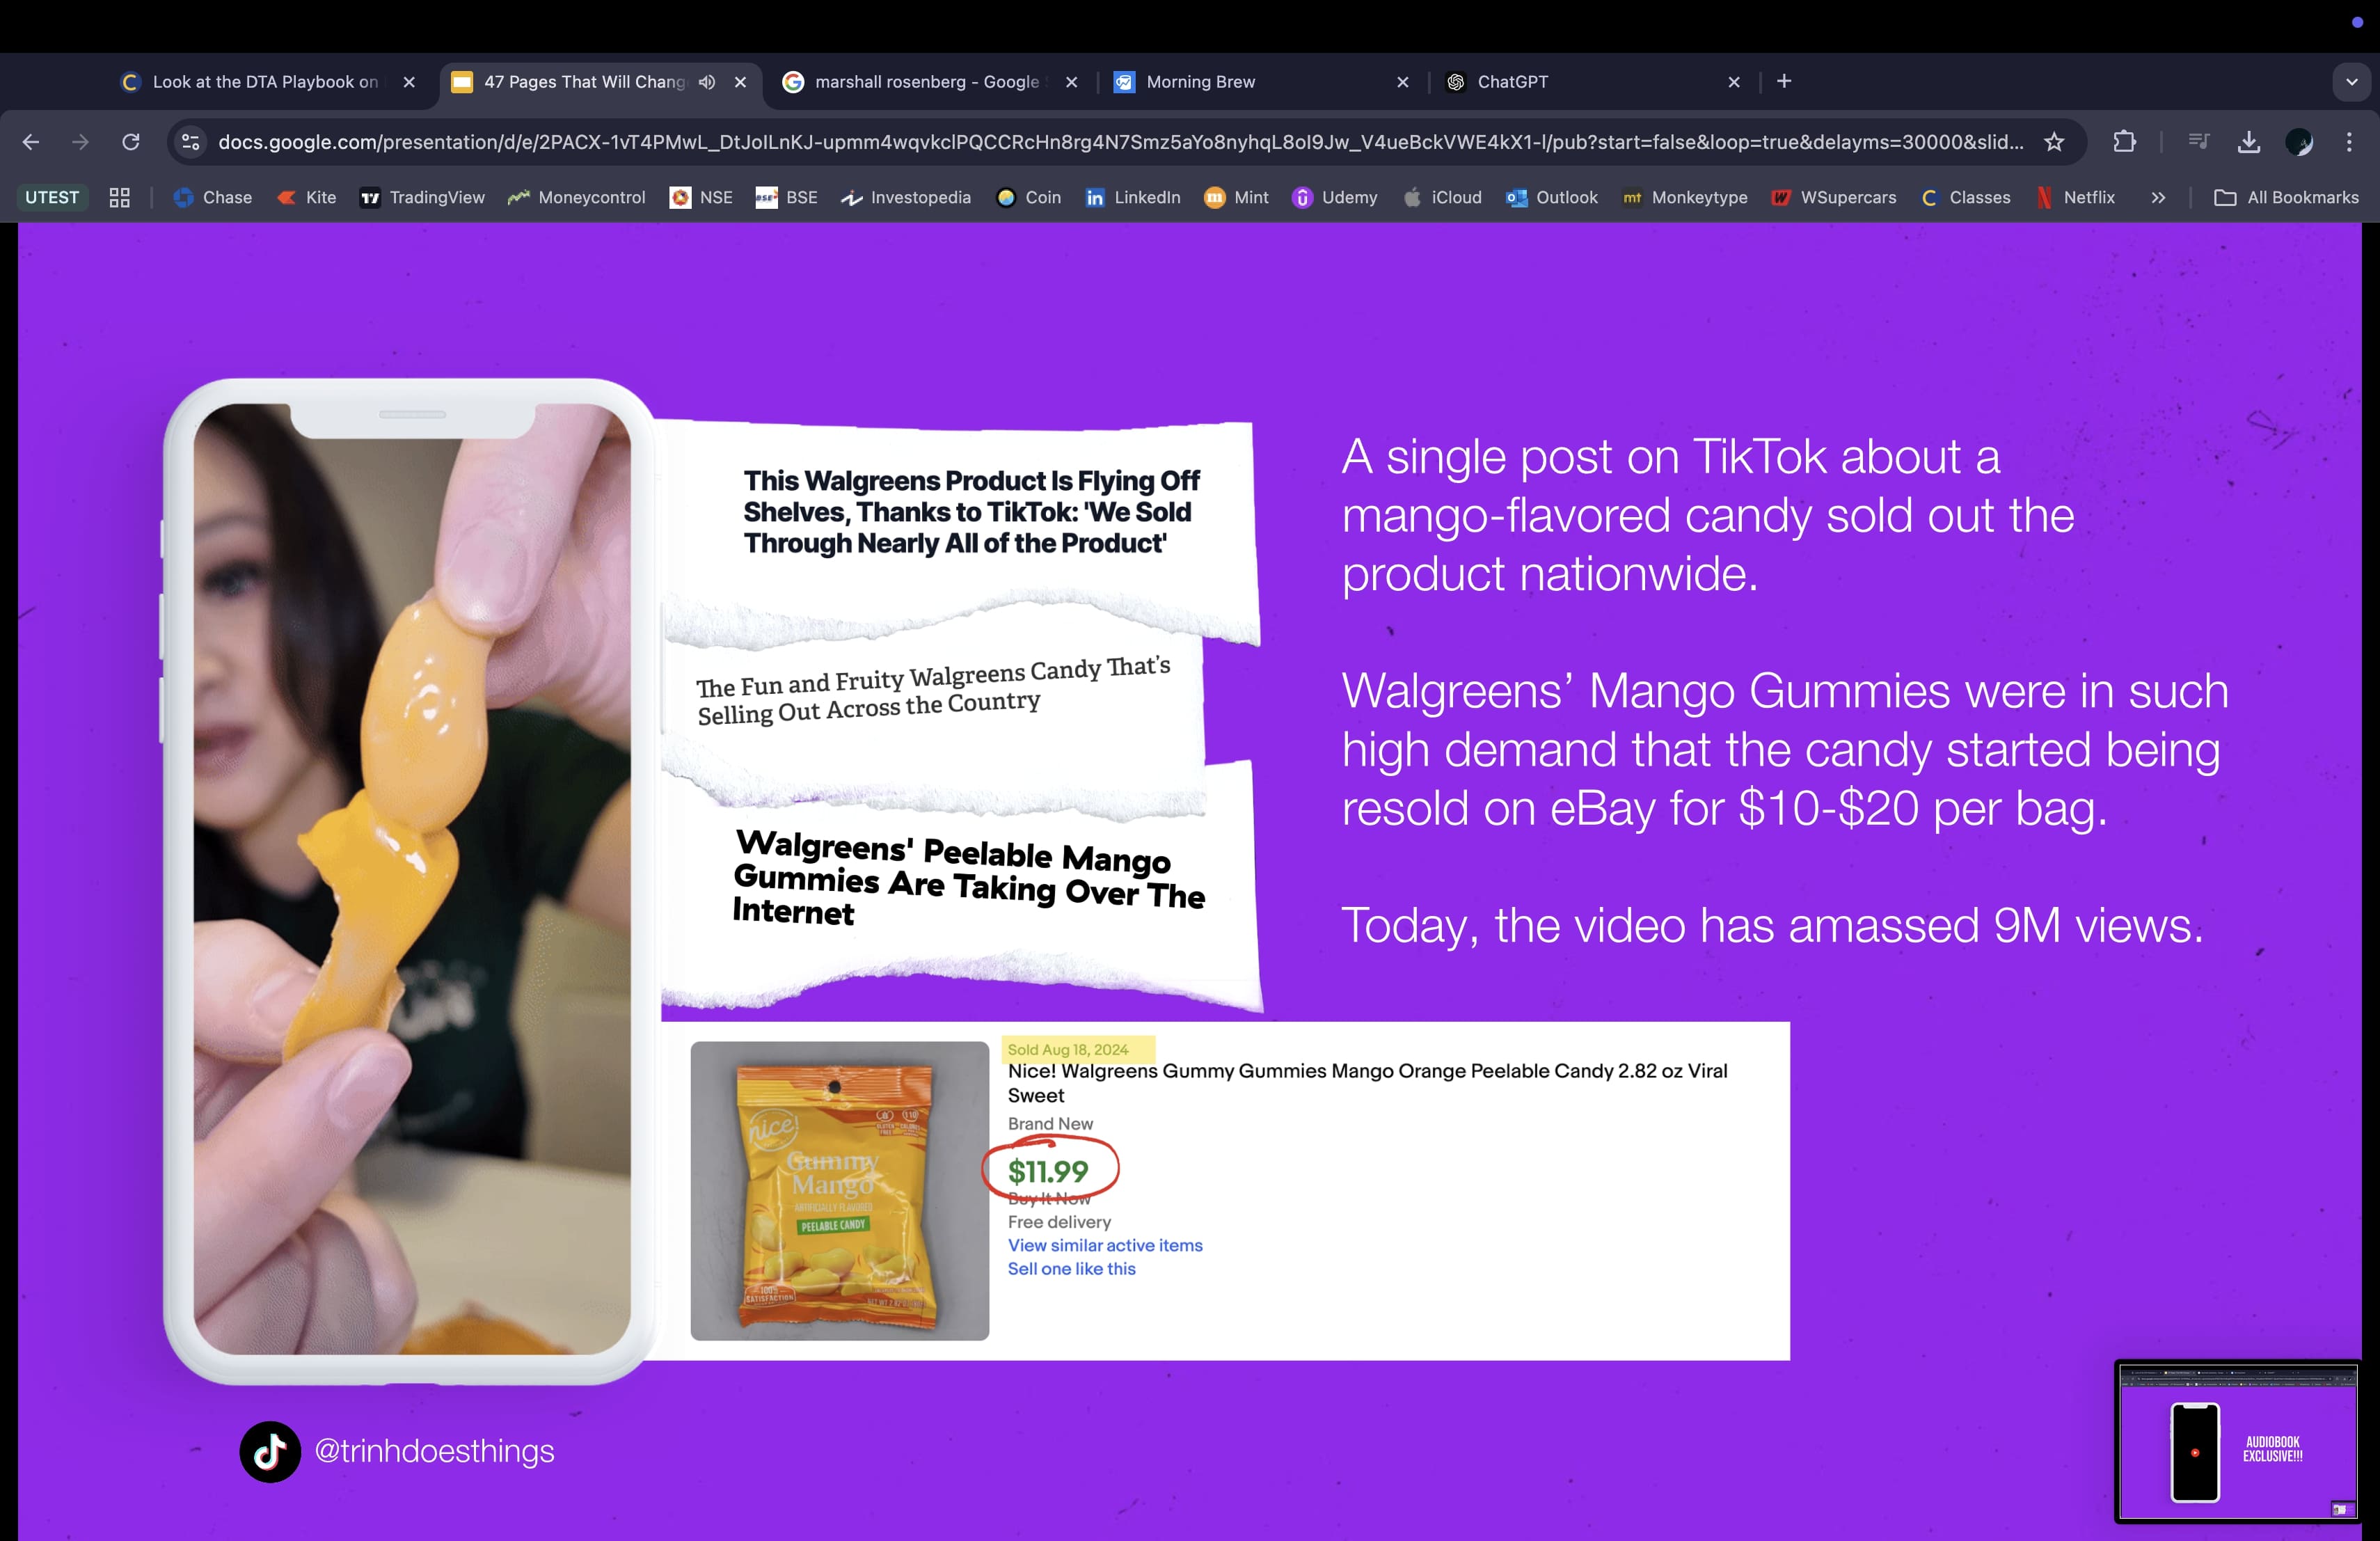 Look at the DTA Playbook on
47 Pages That Will Chang
marshall rosenberg - Google
Morning Brew
ChatGPT
docs.google.com/presentation/d/e/2PACX-1vT4PMwL_DtJoILnKJ-upmm4wqvkclPQCCRcHn8rg4N7Smz5aYo8nyhqL8oI9Jw_V4ueBckVWE4kX1-l/pub?start=false&loop=true&delayms=30000&slid...
UTEST
Chase
Kite
TradingView
Moneycontrol
NSE
BSE
Investopedia
Coin
LinkedIn
Mint
Udemy
iCloud
Outlook
mt Monkeytype
WSupercars
Classes
Netflix
All Bookmarks
This Walgreens Product Is Flying Off
Shelves, Thanks to TikTok: 'We Sold
Through Nearly All of the Product'
The Fun and Fruity Walgreens Candy That's
Selling Out Across the Country
Walgreens' Peelable Mango
Gummies Are Taking Over The
Internet
A single post on TikTok about a
mango-flavored candy sold out the
product nationwide.
Walgreens’ Mango Gummies were in such
high demand that the candy started being
resold on eBay for $10-$20 per bag.
Today, the video has amassed 9M views.
Sold Aug 18, 2024
Nice! Walgreens Gummy Gummies Mango Orange Peelable Candy 2.82 oz Viral
Sweet
Brand New
$11.99
Buy It Now
Free delivery
View similar active items
Sell one like this
nice!
Gummy
Mango
ARTIFICIALLY FLAVORED
PEELABLE CANDY
100%
SATISFACTION
@trinhdoesthings
AUDIOBOOK
EXCLUSIVE!!!